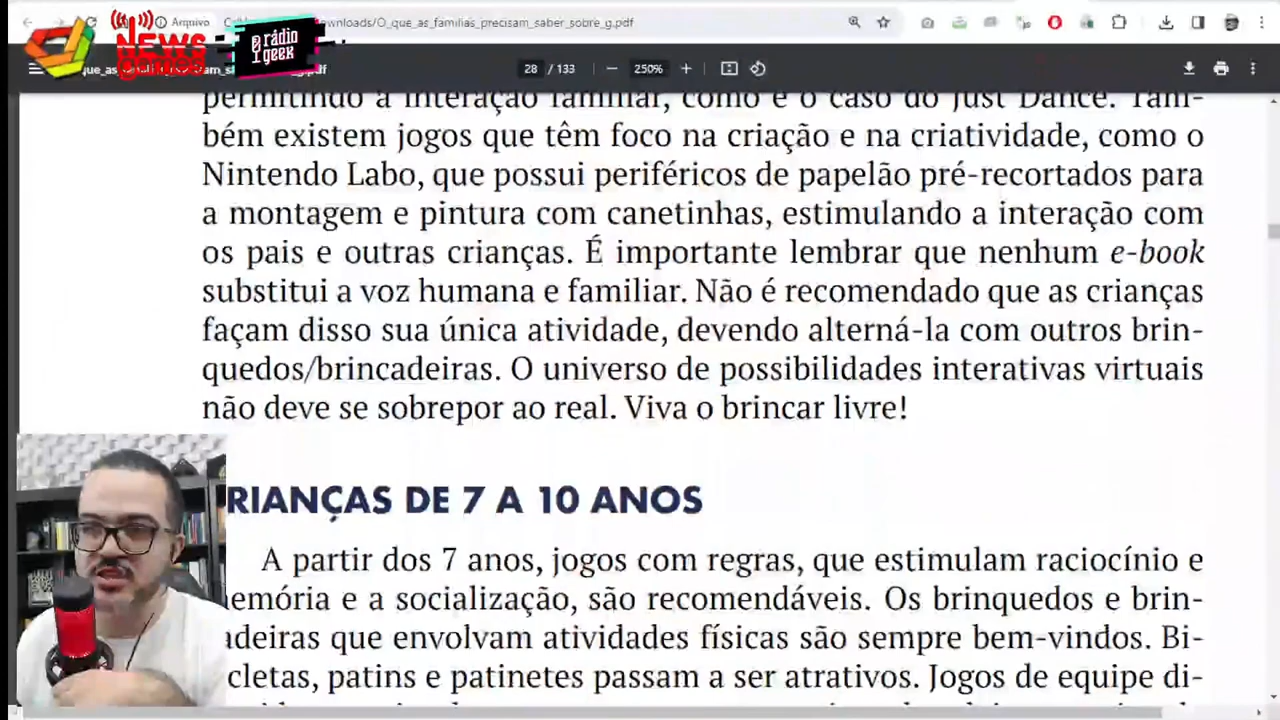 Arquivo
ownloads/O_que_as_familias_precisam_saber_sobre_g.pdf
NEWS
games
rádio
geek
28 / 133
250%
permitindo a interação familiar, como é o caso do Just Dance. Tam-
bém existem jogos que têm foco na criação e na criatividade, como o
Nintendo Labo, que possui periféricos de papelão pré-recortados para
a montagem e pintura com canetinhas, estimulando a interação com
os pais e outras crianças. É importante lembrar que nenhum e-book
substitui a voz humana e familiar. Não é recomendado que as crianças
façam disso sua única atividade, devendo alterná-la com outros brin-
quedos/brincadeiras. O universo de possibilidades interativas virtuais
não deve se sobrepor ao real. Viva o brincar livre!
RIANÇAS DE 7 A 10 ANOS
A partir dos 7 anos, jogos com regras, que estimulam raciocínio e
emória e a socialização, são recomendáveis. Os brinquedos e brin-
adeiras que envolvam atividades físicas são sempre bem-vindos. Bi-
cletas, patins e patinetes passam a ser atrativos. Jogos de equipe di-